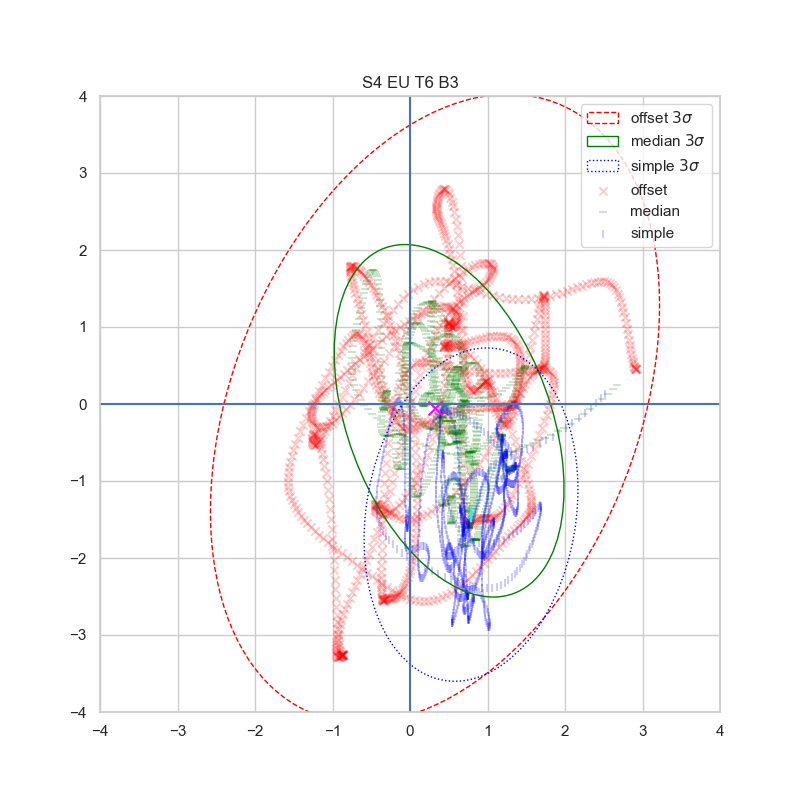 S4 EU T6 B3
offset 3σ
median 3σ
simple 3σ
offset
median
simple
4
3
2
1
0
−1
−2
−3
−4
−4 −3 −2 −1 0 1 2 3 4